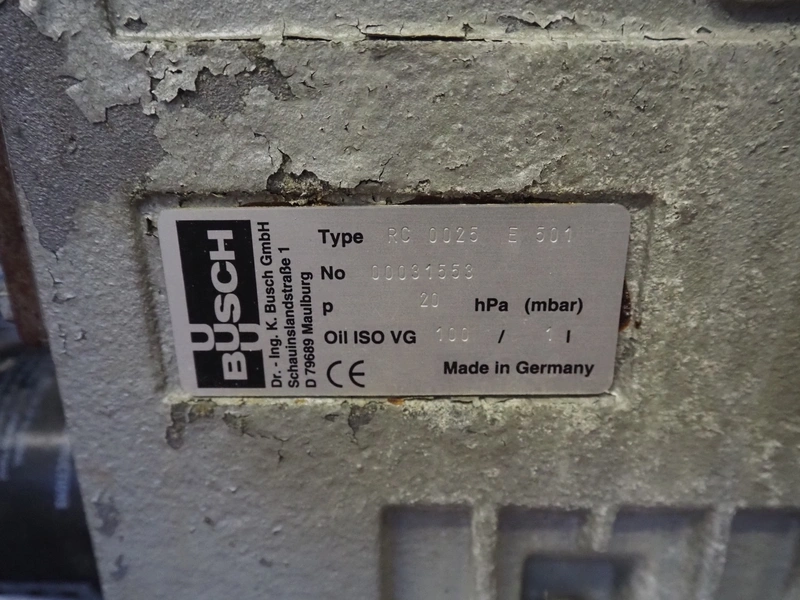 BUSCH
Dr. - Ing. K. Busch GmbH
Schauinslandstraße 1
D 79689 Maulburg
Type RC 0025 E 501
No 00031553
p 20 hPa (mbar)
Oil ISO VG 100 / 1 l
CE Made in Germany